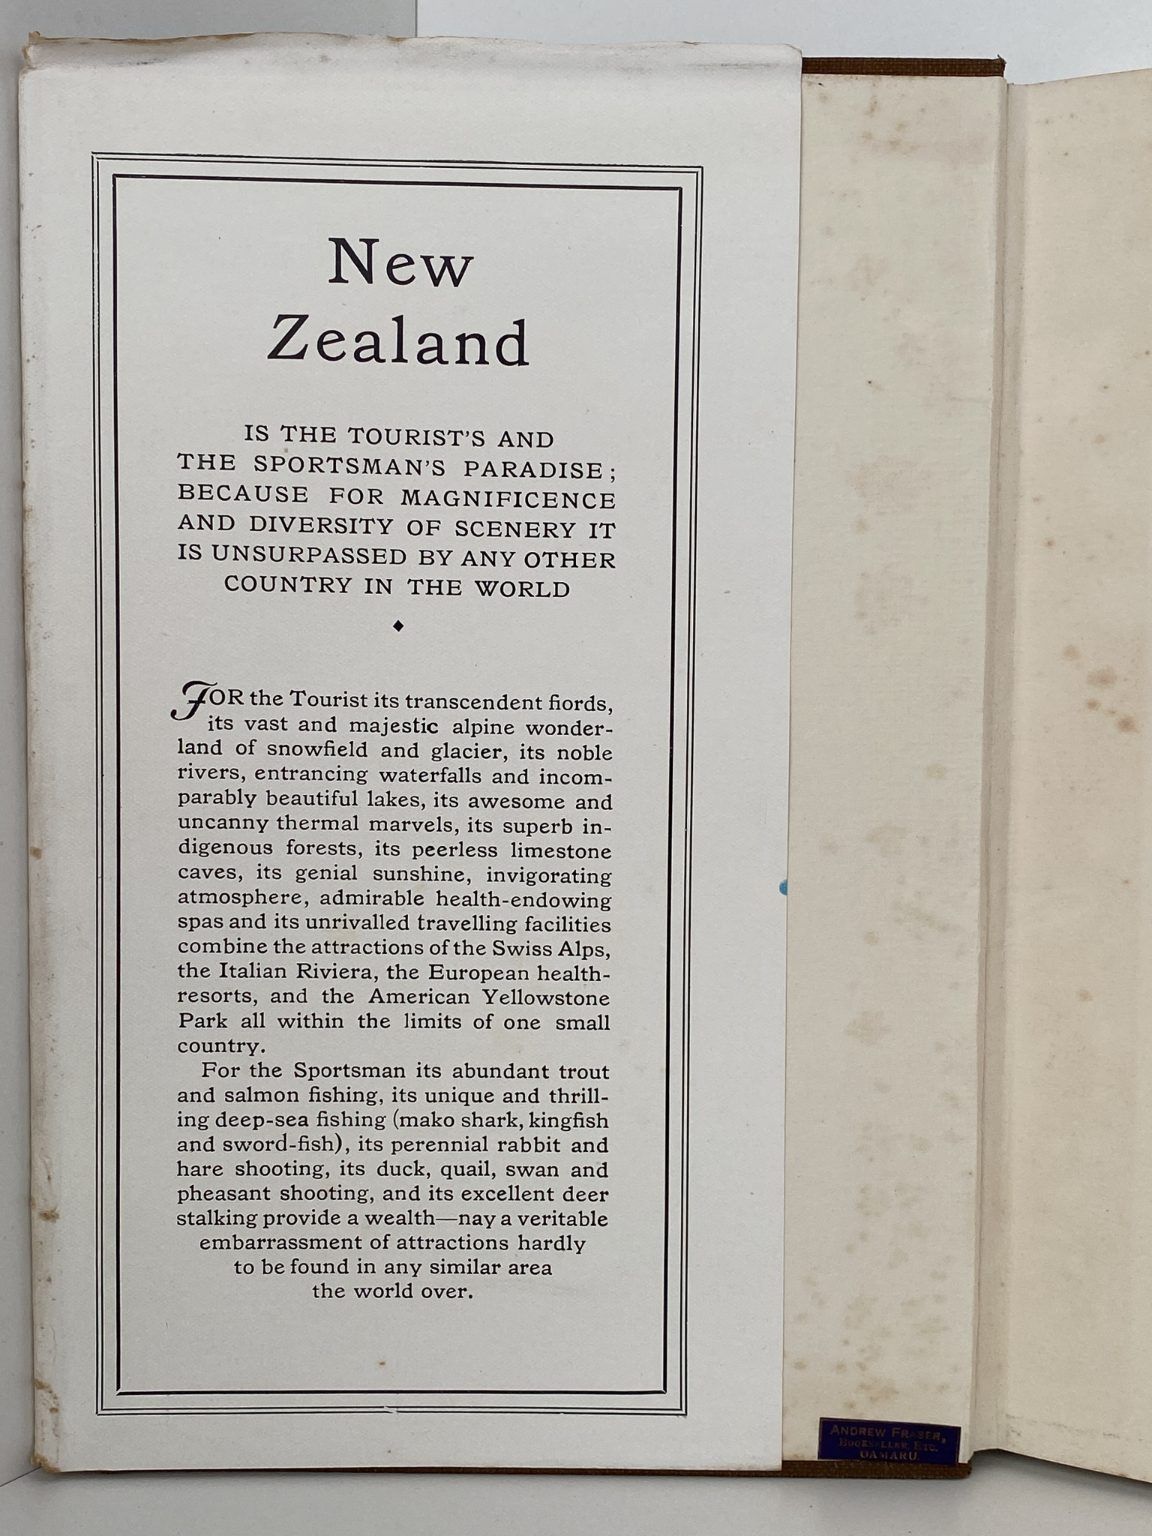 New
Zealand
IS THE TOURIST'S AND
THE SPORTSMAN'S PARADISE;
BECAUSE FOR MAGNIFICENCE
AND DIVERSITY OF SCENERY IT
IS UNSURPASSED BY ANY OTHER
COUNTRY IN THE WORLD
FOR the Tourist its transcendent fiords,
its vast and majestic alpine wonder-
land of snowfield and glacier, its noble
rivers, entrancing waterfalls and incom-
parably beautiful lakes, its awesome and
uncanny thermal marvels, its superb in-
digenous forests, its peerless limestone
caves, its genial sunshine, invigorating
atmosphere, admirable health-endowing
spas and its unrivalled travelling facilities
combine the attractions of the Swiss Alps,
the Italian Riviera, the European health-
resorts, and the American Yellowstone
Park all within the limits of one small
country.
For the Sportsman its abundant trout
and salmon fishing, its unique and thrill-
ing deep-sea fishing (mako shark, kingfish
and sword-fish), its perennial rabbit and
hare shooting, its duck, quail, swan and
pheasant shooting, and its excellent deer
stalking provide a wealth—nay a veritable
embarrassment of attractions hardly
to be found in any similar area
the world over.
ANDREW FRASER,
BOOKSELLER, ETC.
OAMARU.